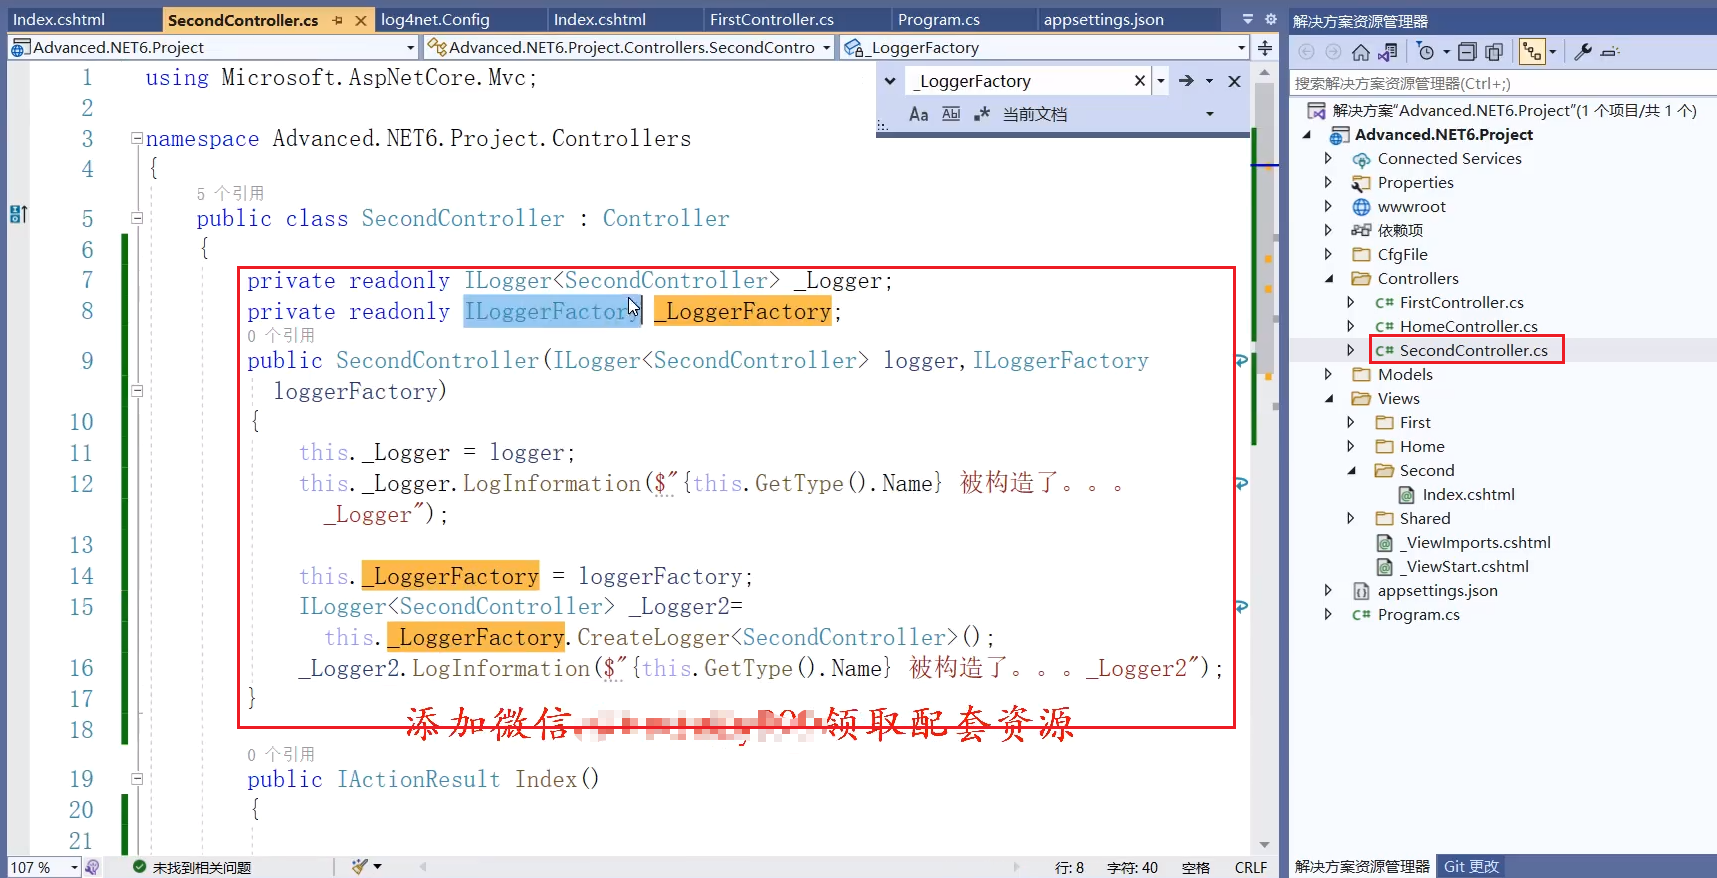 Index.cshtml
SecondController.cs
log4net.Config
Index.cshtml
FirstController.cs
Program.cs
appsettings.json
Advanced.NET6.Project
Advanced.NET6.Project.Controllers.SecondContro
_LoggerFactory
_LoggerFactory
Aa Abl 当前文档
1 using Microsoft.AspNetCore.Mvc;
2
3 namespace Advanced.NET6.Project.Controllers
4 {
5 个引用
5 public class SecondController : Controller
6 {
7 private readonly ILogger<SecondController> _Logger;
8 private readonly ILoggerFactory _LoggerFactory;
0 个引用
9 public SecondController(ILogger<SecondController> logger,ILoggerFactory
loggerFactory)
10 {
11 this._Logger = logger;
12 this._Logger.LogInformation($"{this.GetType().Name} 被构造了。。。
_Logger");
13
14 this._LoggerFactory = loggerFactory;
15 ILogger<SecondController> _Logger2=
this._LoggerFactory.CreateLogger<SecondController>();
16 _Logger2.LogInformation($"{this.GetType().Name} 被构造了。。。_Logger2");
17 }
18
添加微信 领取配套资源
0 个引用
19 public IActionResult Index()
20 {
21
107 %
未找到相关问题
行: 8 字符: 40 空格 CRLF
解决方案资源管理器
搜索解决方案资源管理器(Ctrl+;)
解决方案"Advanced.NET6.Project"(1 个项目/共 1 个)
Advanced.NET6.Project
Connected Services
Properties
wwwroot
依赖项
CfgFile
Controllers
C# FirstController.cs
C# HomeController.cs
C# SecondController.cs
Models
Views
First
Home
Second
Index.cshtml
Shared
_ViewImports.cshtml
_ViewStart.cshtml
appsettings.json
C# Program.cs
解决方案资源管理器
Git 更改